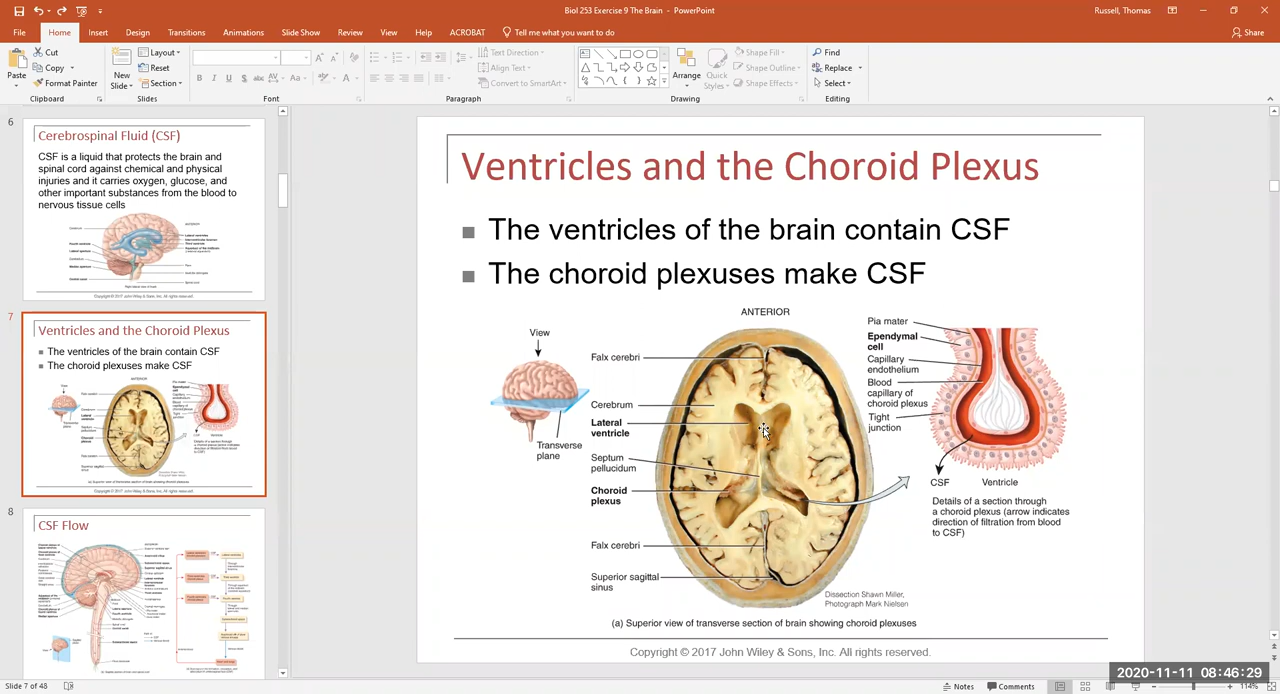 Biol 253 Exercise 9 The Brain - PowerPoint
Russell, Thomas
File Home Insert Design Transitions Animations Slide Show Review View Help ACROBAT Tell me what you want to do
Share
Paste
Cut
Copy
Format Painter
Clipboard
New
Slide
Layout
Reset
Section
Slides
Font
Text Direction
Align Text
Convert to SmartArt
Paragraph
Arrange
Quick
Styles
Shape Fill
Shape Outline
Shape Effects
Drawing
Find
Replace
Select
Editing
6
Cerebrospinal Fluid (CSF)
CSF is a liquid that protects the brain and
spinal cord against chemical and physical
injuries and it carries oxygen, glucose, and
other important substances from the blood to
nervous tissue cells
7
Ventricles and the Choroid Plexus
The ventricles of the brain contain CSF
The choroid plexuses make CSF
8
CSF Flow
Ventricles and the Choroid Plexus
■ The ventricles of the brain contain CSF
■ The choroid plexuses make CSF
ANTERIOR
View
Transverse
plane
Falx cerebri
Cerebrum
Lateral
ventricle
Septum
pellucidum
Choroid
plexus
Falx cerebri
Superior sagittal
sinus
Pia mater
Ependymal
cell
Capillary
endothelium
Blood
capillary of
choroid plexus
Tight
junction
CSF
Ventricle
Details of a section through
a choroid plexus (arrow indicates
direction of filtration from blood
to CSF)
Dissection Shawn Miller,
Photograph Mark Nielsen
(a) Superior view of transverse section of brain showing choroid plexuses
Copyright © 2017 John Wiley & Sons, Inc. All rights reserved.
2020-11-11 08:46:29
Slide 7 of 48
Notes
Comments
114%